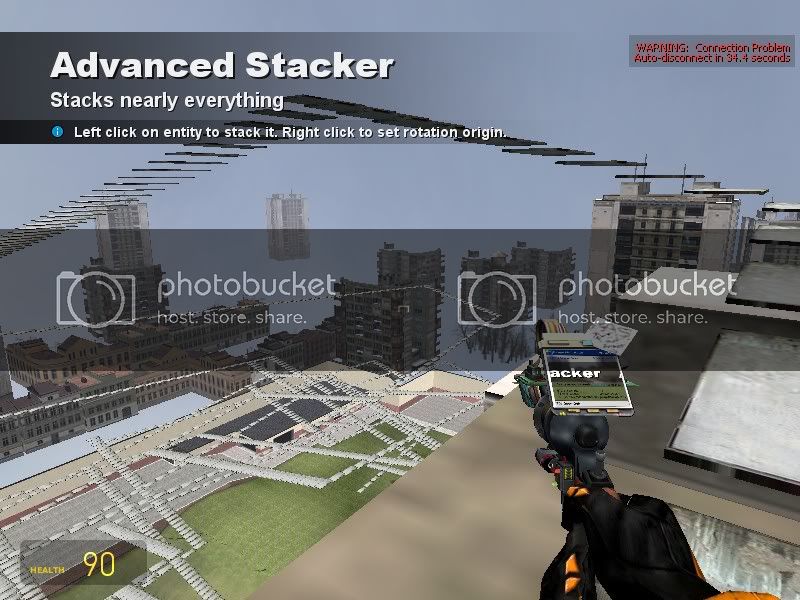 Advanced Stacker
Stacks nearly everything
Left click on entity to stack it. Right click to set rotation origin.
WARNING: Connection Problem
Auto-disconnect in 34.4 seconds
photobucket
host. store. share.
photobucket
host. store. share.
acker
HEALTH 90